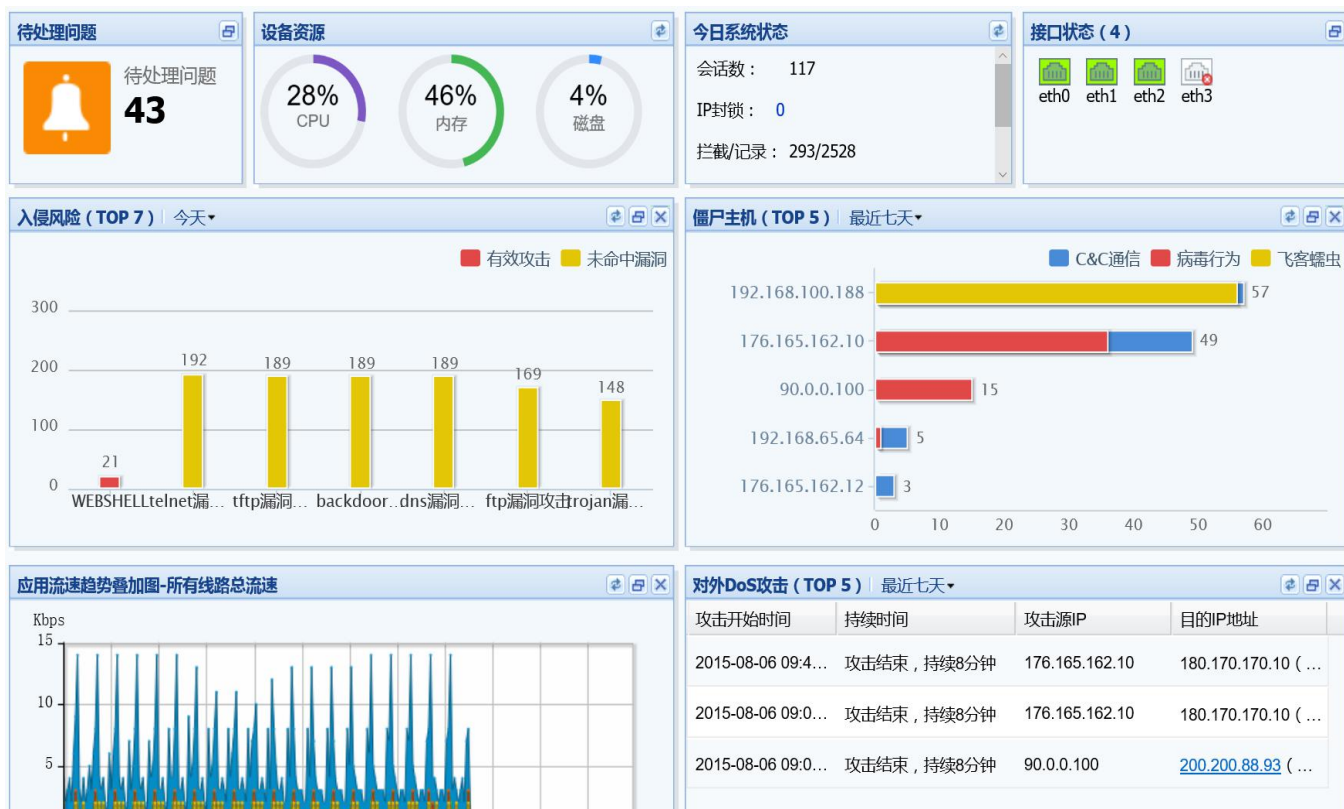 待处理问题
待处理问题
43
设备资源
28%
CPU
46%
内存
4%
磁盘
今日系统状态
会话数： 117
IP封锁： 0
拦截/记录： 293/2528
接口状态（4）
eth0 eth1 eth2 eth3
入侵风险（TOP 7） 今天
有效攻击 未命中漏洞
300
200
100
0
21
192
189
189
189
169
148
WEBSHELL telnet漏... tftp漏洞... backdoor... dns漏洞... ftp漏洞攻击 trojan漏...
僵尸主机（TOP 5） 最近七天
C&C通信 病毒行为 飞客蠕虫
192.168.100.188 57
176.165.162.10 49
90.0.0.100 15
192.168.65.64 5
176.165.162.12 3
0 10 20 30 40 50 60
应用流速趋势叠加图-所有线路总流速
Kbps
15
10
5
对外DoS攻击（TOP 5） 最近七天
攻击开始时间 持续时间 攻击源IP 目的IP地址
2015-08-06 09:4... 攻击结束，持续8分钟 176.165.162.10 180.170.170.10 ( ...
2015-08-06 09:0... 攻击结束，持续8分钟 176.165.162.10 180.170.170.10 ( ...
2015-08-06 09:0... 攻击结束，持续8分钟 90.0.0.100 200.200.88.93 ( ...